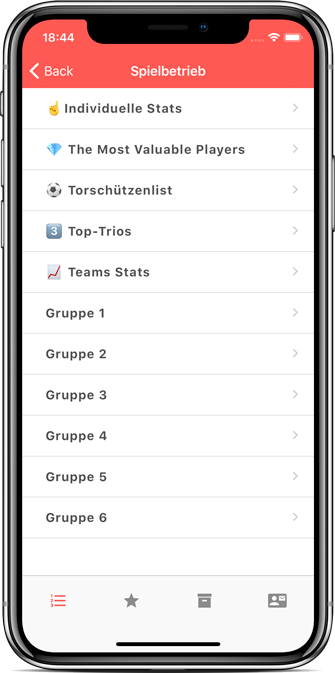 18:44
Back
Spielbetrieb
☝Individuelle Stats
💎 The Most Valuable Players
⚽ Torschützenlist
3️⃣ Top-Trios
📈 Teams Stats
Gruppe 1
Gruppe 2
Gruppe 3
Gruppe 4
Gruppe 5
Gruppe 6